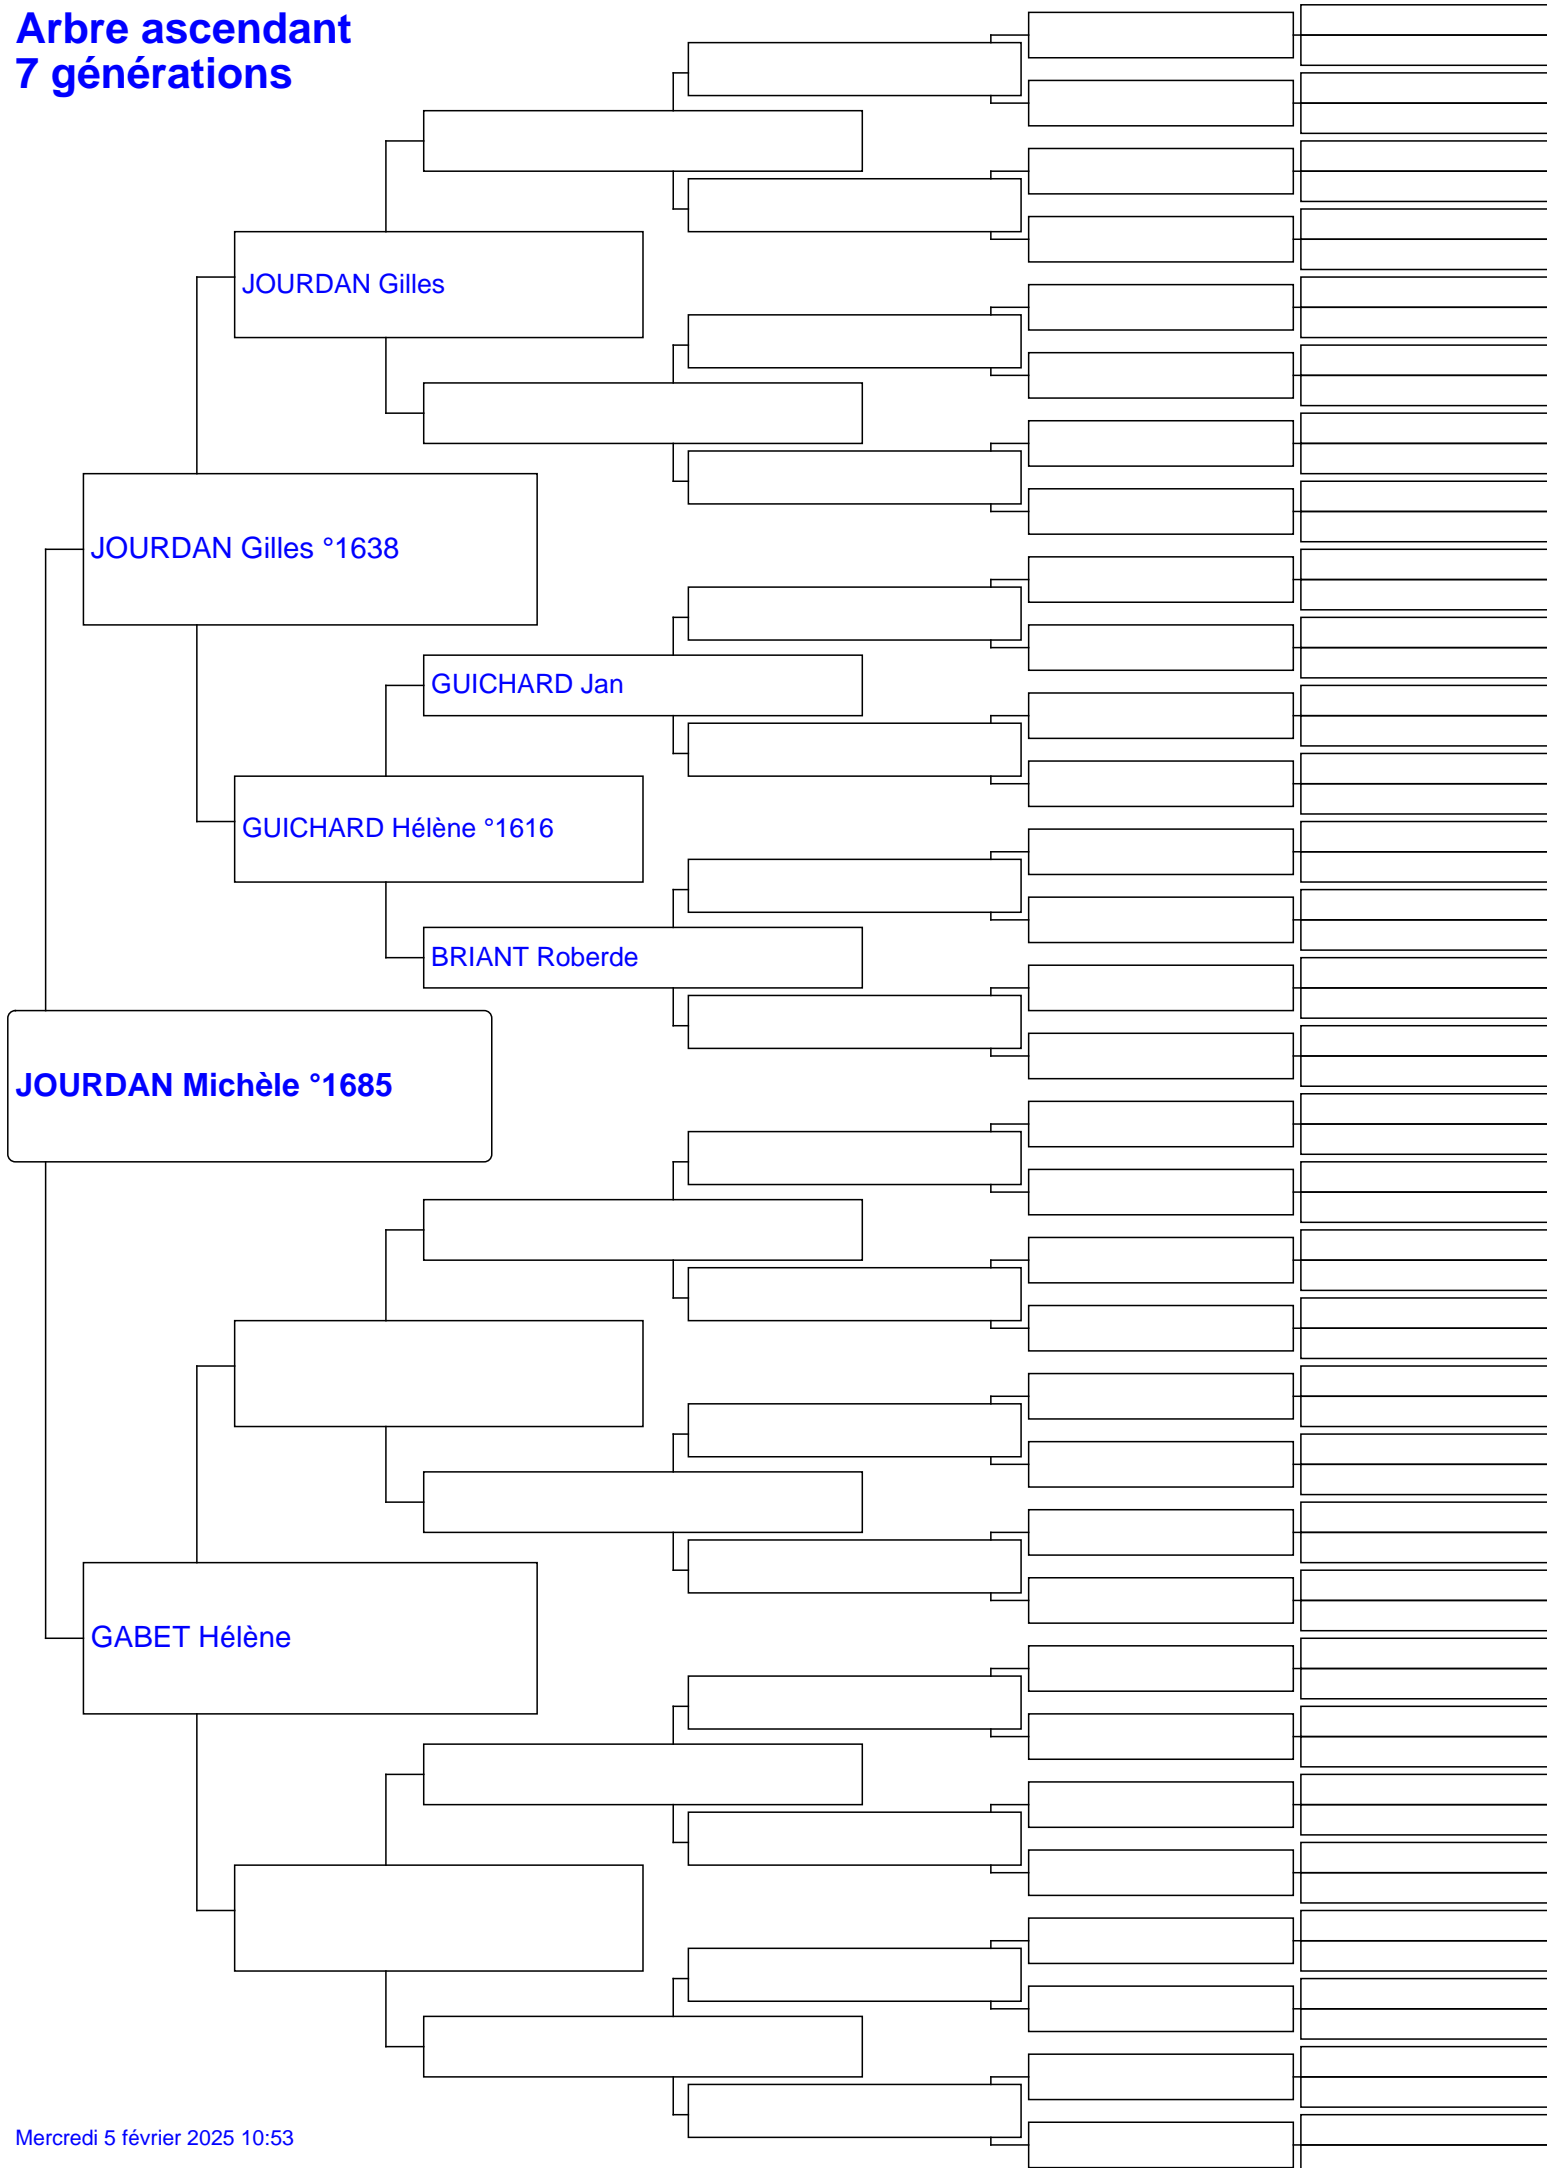 Arbre ascendant
7 générations
JOURDAN Gilles
JOURDAN Gilles °1638
GUICHARD Jan
GUICHARD Hélène °1616
BRIANT Roberde
JOURDAN Michèle °1685
GABET Hélène
Mercredi 5 février 2025 10:53